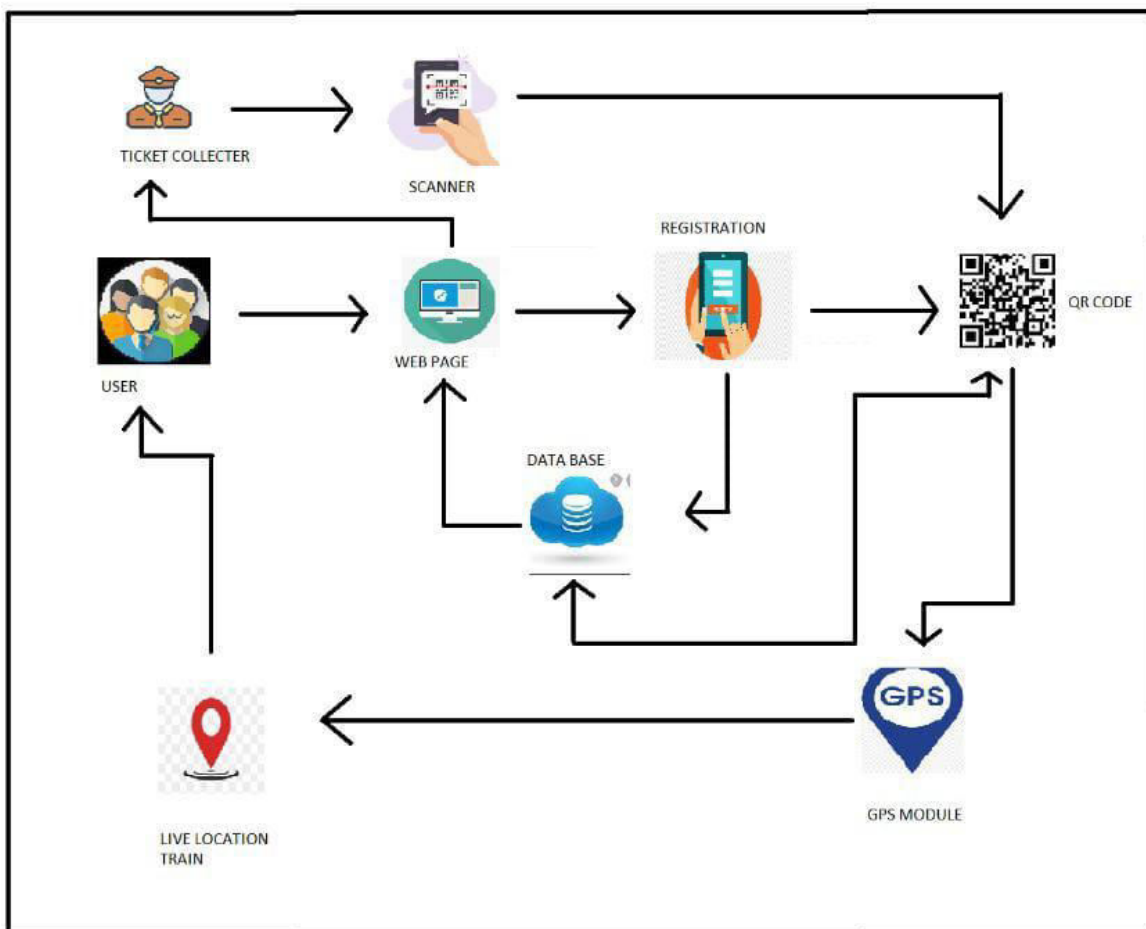 TICKET COLLECTER
SCANNER
REGISTRATION
QR CODE
USER
WEB PAGE
DATA BASE
GPS
GPS MODULE
LIVE LOCATION
TRAIN